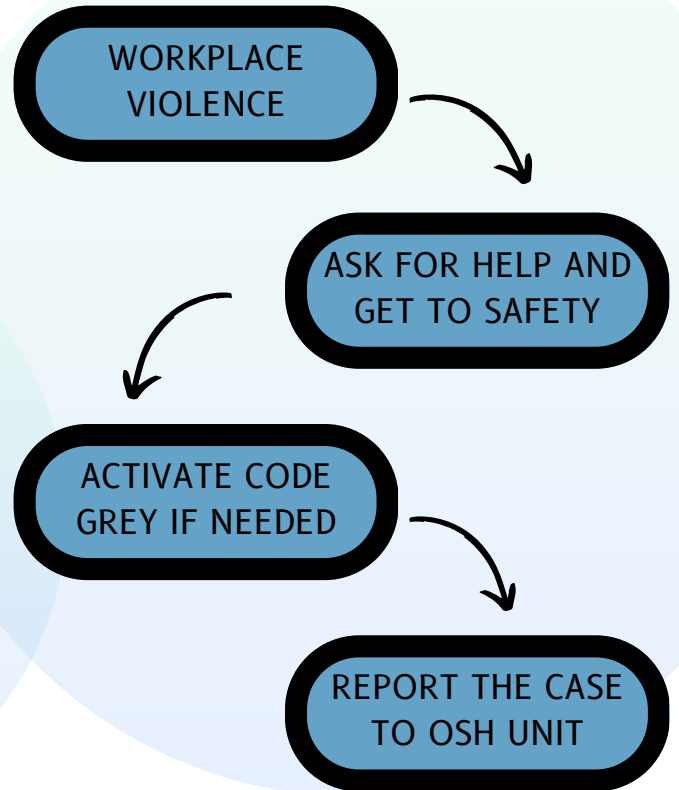 WORKPLACE
VIOLENCE
ASK FOR HELP AND
GET TO SAFETY
ACTIVATE CODE
GREY IF NEEDED
REPORT THE CASE
TO OSH UNIT